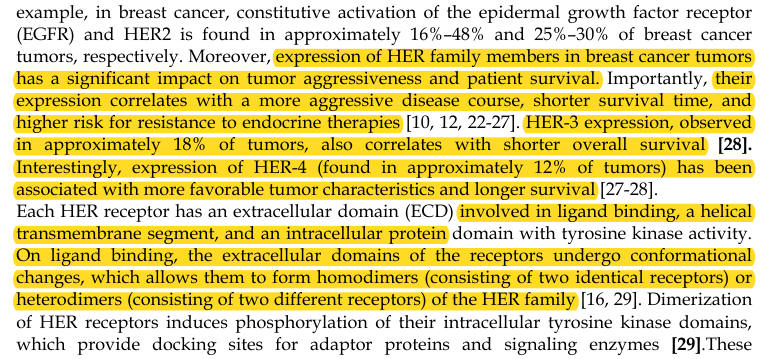 example, in breast cancer, constitutive activation of the epidermal growth factor receptor
(EGFR) and HER2 is found in approximately 16%–48% and 25%–30% of breast cancer
tumors, respectively. Moreover, expression of HER family members in breast cancer tumors
has a significant impact on tumor aggressiveness and patient survival. Importantly, their
expression correlates with a more aggressive disease course, shorter survival time, and
higher risk for resistance to endocrine therapies [10, 12, 22-27]. HER-3 expression, observed
in approximately 18% of tumors, also correlates with shorter overall survival [28].
Interestingly, expression of HER-4 (found in approximately 12% of tumors) has been
associated with more favorable tumor characteristics and longer survival [27-28].
Each HER receptor has an extracellular domain (ECD) involved in ligand binding, a helical
transmembrane segment, and an intracellular protein domain with tyrosine kinase activity.
On ligand binding, the extracellular domains of the receptors undergo conformational
changes, which allows them to form homodimers (consisting of two identical receptors) or
heterodimers (consisting of two different receptors) of the HER family [16, 29]. Dimerization
of HER receptors induces phosphorylation of their intracellular tyrosine kinase domains,
which provide docking sites for adaptor proteins and signaling enzymes [29].These